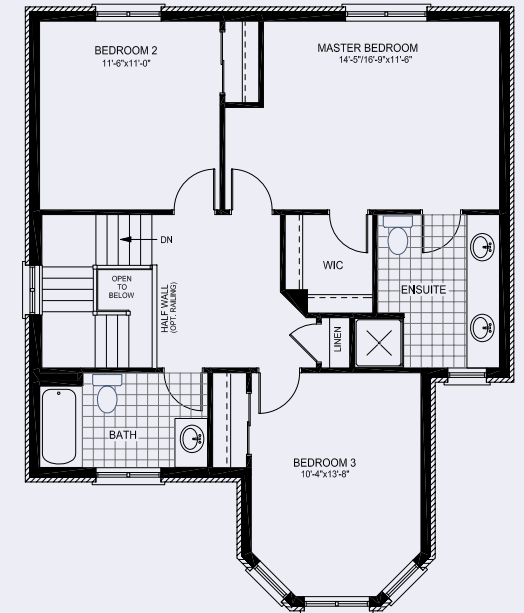 BEDROOM 2
11'-6"x11'-0"
MASTER BEDROOM
14'-5"/16'-9"x11'-6"
DN
OPEN
TO
BELOW
HALF WALL
(OPT. RAILING)
WIC
ENSUITE
LINEN
BATH
BEDROOM 3
10'-4"x13'-8"